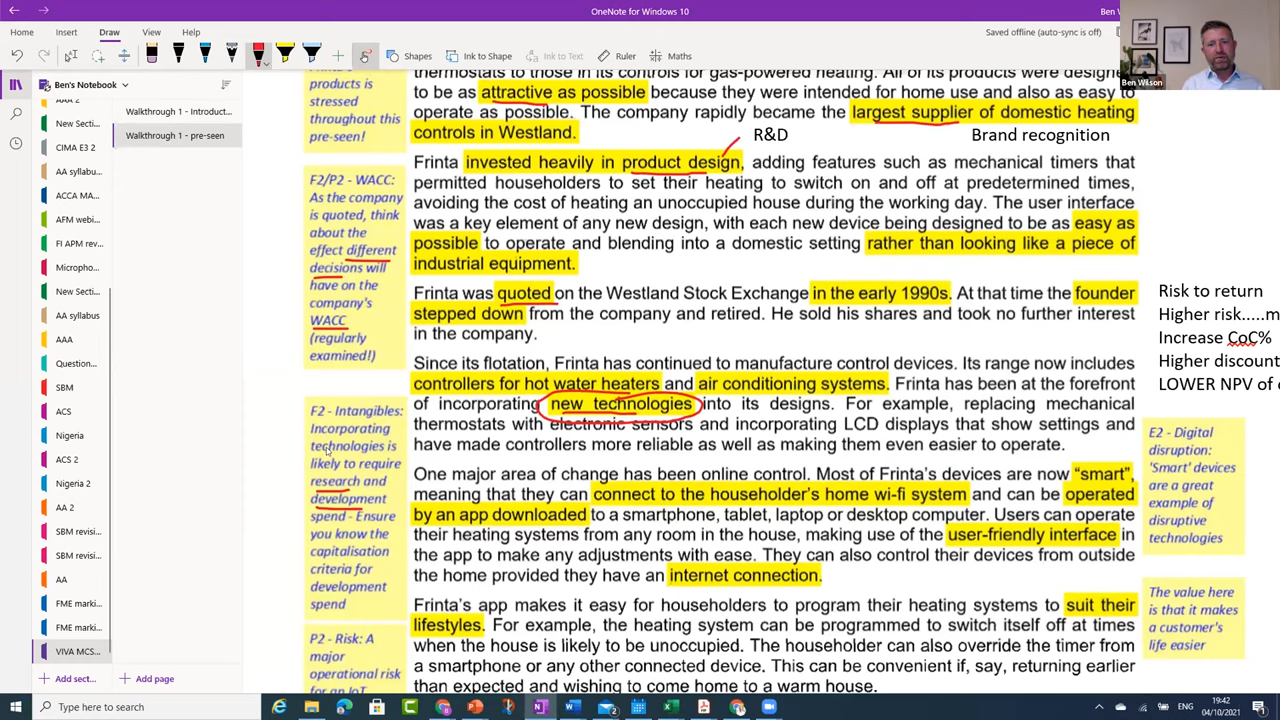 OneNote for Windows 10
Ben W
Home
Insert
Draw
View
Help
Saved offline (auto-sync is off)
Shapes
Ink to Shape
Ink to Text
Ruler
Maths
Ben Wilson
Ben's Notebook
AAA 2
New Secti...
CIMA E3 2
AA syllabu...
ACCA MA...
AFM webi...
FI APM rev...
Micropho...
New Secti...
AA syllabus
AAA
Question...
SBM
ACS
Nigeria
ACS 2
Nigeria 2
AA 2
SBM revisi...
SBM revisi...
AA
FME marki...
FME marki...
VIVA MCS...
Add sect...
Walkthrough 1 - Introduct...
Walkthrough 1 - pre-seen
Add page
products is
stressed
throughout this
pre-seen!
F2/P2 - WACC:
As the company
is quoted, think
about the
effect different
decisions will
have on the
company's
WACC
(regularly
examined!)
F2 - Intangibles:
Incorporating
technologies is
likely to require
research and
development
spend - Ensure
you know the
capitalisation
criteria for
development
spend
P2 - Risk: A
major
operational risk
for an IoT
thermostats to those in its controls for gas-powered heating. All of its products were designed
to be as attractive as possible because they were intended for home use and also as easy to
operate as possible. The company rapidly became the largest supplier of domestic heating
controls in Westland.
R&D
Brand recognition
Frinta invested heavily in product design, adding features such as mechanical timers that
permitted householders to set their heating to switch on and off at predetermined times,
avoiding the cost of heating an unoccupied house during the working day. The user interface
was a key element of any new design, with each new device being designed to be as easy as
possible to operate and blending into a domestic setting rather than looking like a piece of
industrial equipment.
Frinta was quoted on the Westland Stock Exchange in the early 1990s. At that time the founder
stepped down from the company and retired. He sold his shares and took no further interest
in the company.
Since its flotation, Frinta has continued to manufacture control devices. Its range now includes
controllers for hot water heaters and air conditioning systems. Frinta has been at the forefront
of incorporating new technologies into its designs. For example, replacing mechanical
thermostats with electronic sensors and incorporating LCD displays that show settings and
have made controllers more reliable as well as making them even easier to operate.
One major area of change has been online control. Most of Frinta's devices are now "smart",
meaning that they can connect to the householder's home wi-fi system and can be operated
by an app downloaded to a smartphone, tablet, laptop or desktop computer. Users can operate
their heating systems from any room in the house, making use of the user-friendly interface in
the app to make any adjustments with ease. They can also control their devices from outside
the home provided they have an internet connection.
Frinta's app makes it easy for householders to program their heating systems to suit their
lifestyles. For example, the heating system can be programmed to switch itself off at times
when the house is likely to be unoccupied. The householder can also override the timer from
a smartphone or any other connected device. This can be convenient if, say, returning earlier
than expected and wishing to come home to a warm house.
Risk to return
Higher risk.....m
Increase CoC%
Higher discount
LOWER NPV of
E2 - Digital
disruption:
'Smart' devices
are a great
example of
disruptive
technologies
The value here
is that it makes
a customer's
life easier
Type here to search
ENG
19:42
04/10/2021